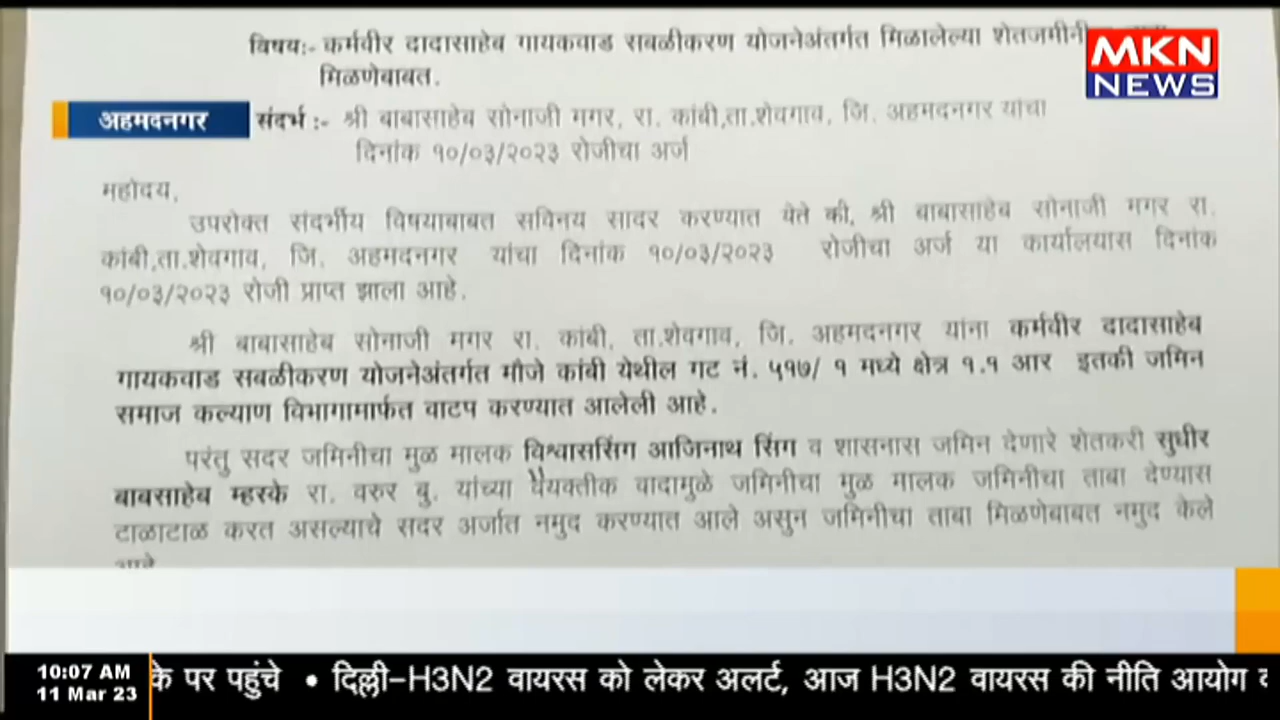 विषय:- कर्मवीर दादासाहेब गायकवाड सबळीकरण योजनेअंतर्गत मिळालेल्या शेतजमीनी
मिळणेबाबत.
MKN
NEWS
अहमदनगर
संदर्भ :- श्री बाबासाहेब सोनाजी मगर, रा. कांबी,ता.शेवगाव, जि. अहमदनगर यांचा
दिनांक १०/०३/२०२३ रोजीचा अर्ज
महोदय,
उपरोक्त संदर्भीय विषयाबाबत सविनय सादर करण्यात येते की, श्री बाबासाहेब सोनाजी मगर रा.
कांबी,ता.शेवगाव, जि. अहमदनगर यांचा दिनांक १०/०३/२०२३ रोजीचा अर्ज या कार्यालयास दिनांक
१०/०३/२०२३ रोजी प्राप्त झाला आहे.
श्री बाबासाहेब सोनाजी मगर रा. कांबी, ता.शेवगाव, जि. अहमदनगर यांना कर्मवीर दादासाहेब
गायकवाड सबळीकरण योजनेअंतर्गत मौजे कांबी येथील गट नं. ५१७/ १ मध्ये क्षेत्र १.१ आर इतकी जमिन
समाज कल्याण विभागामार्फत वाटप करण्यात आलेली आहे.
परंतु सदर जमिनीचा मुळ मालक विश्वाससिंग आजिनाथ सिंग व शासनास जमिन देणारे शेतकरी सुधीर
बाबसाहेब म्हस्के रा. वरुर बु. यांच्या वैयक्तीक वादामुळे जमिनीचा मुळ मालक जमिनीचा ताबा देण्यास
टाळाटाळ करत असल्याचे सदर अर्जात नमुद करण्यात आले असुन जमिनीचा ताबा मिळणेबाबत नमुद केले
10:07 AM
11 Mar 23
के पर पहुंचे • दिल्ली-H3N2 वायरस को लेकर अलर्ट, आज H3N2 वायरस की नीति आयोग